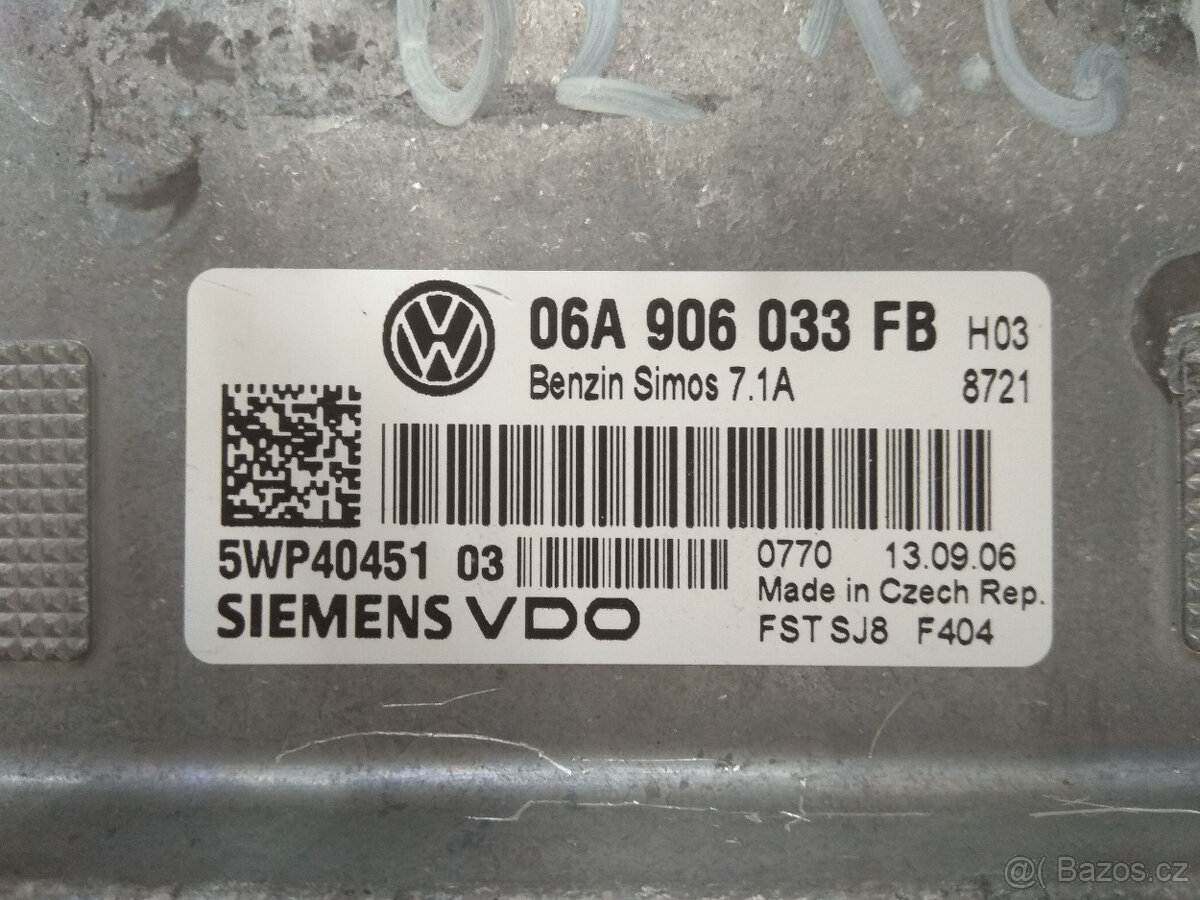 06A 906 033 FB H03
Benzin Simos 7.1A 8721
5WP40451 03 0770 13.09.06
Made in Czech Rep.
SIEMENS VDO FST SJ8 F404
@( Bazos.cz